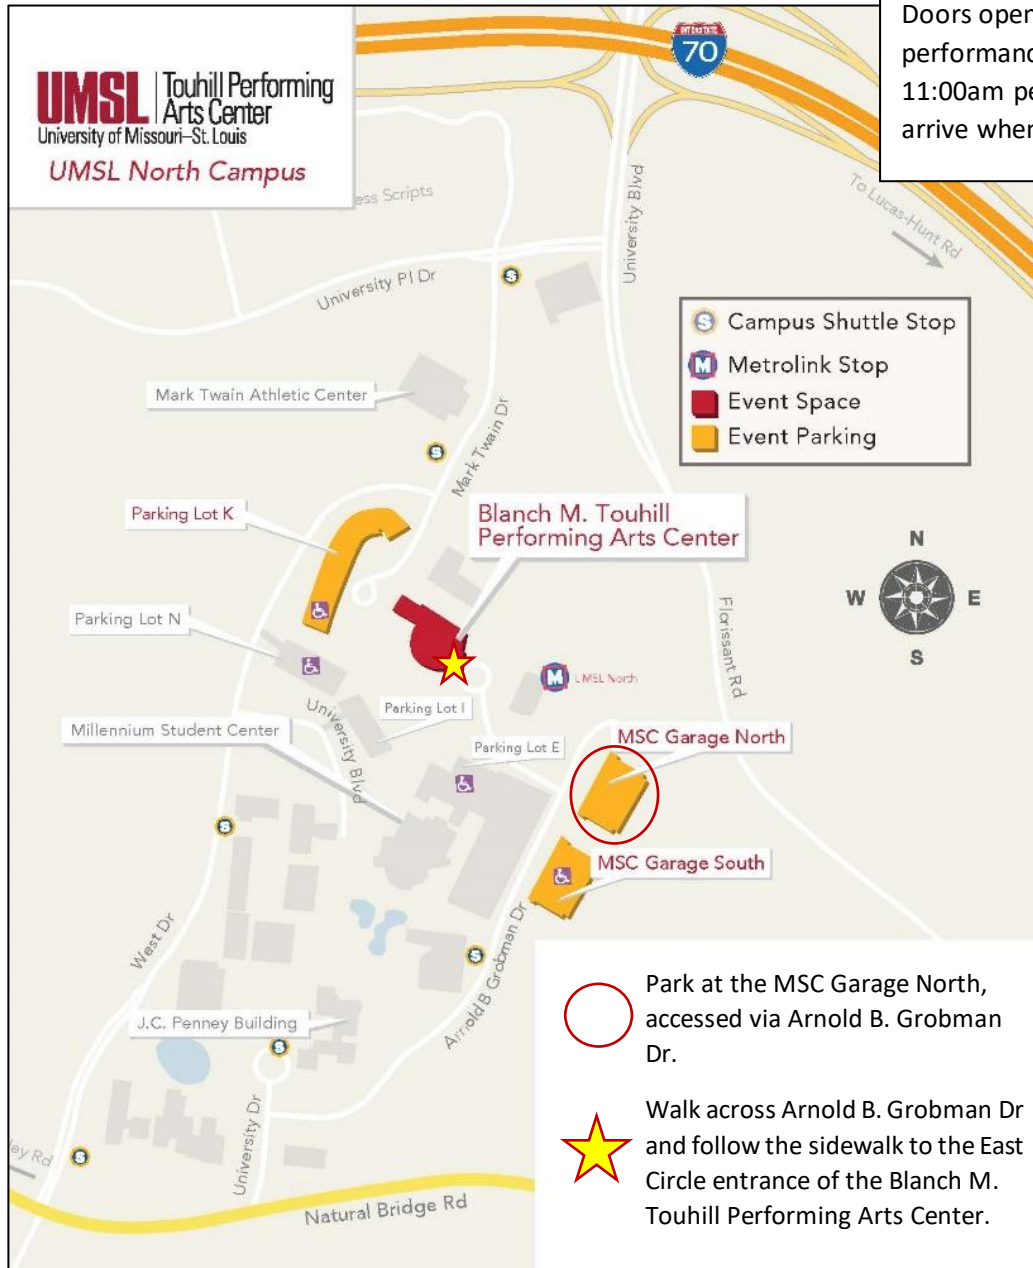 Doors open
performanc
11:00am pe
arrive when
INTERSTATE
70
UMSL
Touhill Performing
Arts Center
University of Missouri–St. Louis
UMSL North Campus
ess Scripts
To Lucas-Hunt Rd
University Blvd
University Pl Dr
S
S Campus Shuttle Stop
M Metrolink Stop
Event Space
Event Parking
Mark Twain Athletic Center
S
Mark Twain Dr
Parking Lot K
Blanch M. Touhill
Performing Arts Center
N
W
E
S
Parking Lot N
Florissant Rd
M UMSL North
University Blvd
Parking Lot I
Millennium Student Center
Parking Lot E
MSC Garage North
S
MSC Garage South
West Dr
S
Arnold B Grobman Dr
J.C. Penney Building
S
Park at the MSC Garage North,
accessed via Arnold B. Grobman
Dr.
University Dr
ey Rd
S
Natural Bridge Rd
Walk across Arnold B. Grobman Dr
and follow the sidewalk to the East
Circle entrance of the Blanch M.
Touhill Performing Arts Center.